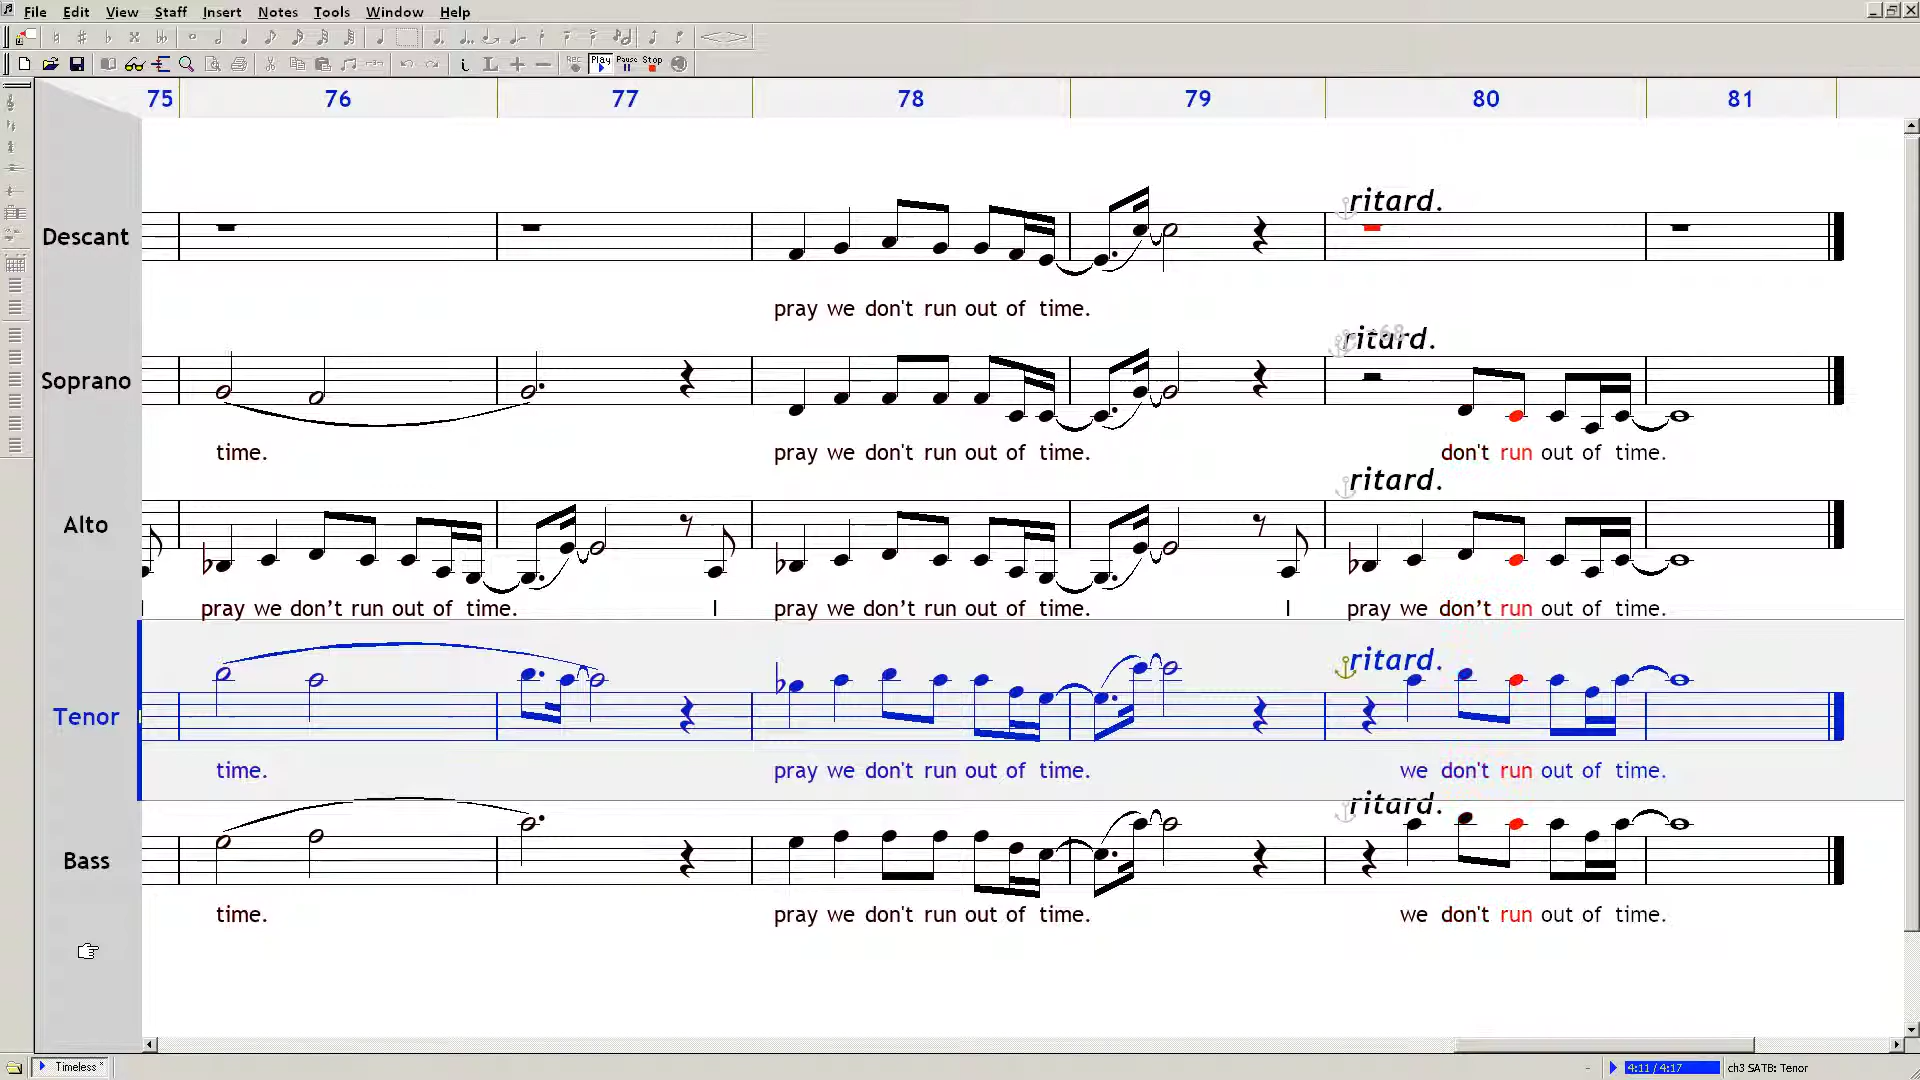 File Edit View Staff Insert Notes Tools Window Help
Rec Play Pause Stop
75 76 77 78 79 80 81
ritard.
Descant
pray we don't run out of time.
ritard.
Soprano
time. pray we don't run out of time. don't run out of time.
ritard.
Alto
I pray we don’t run out of time. I pray we don’t run out of time. I pray we don’t run out of time.
ritard.
Tenor
time. pray we don't run out of time. we don't run out of time.
ritard.
Bass
time. pray we don't run out of time. we don't run out of time.
Timeless * 4:11 / 4:17 ch3 SATB: Tenor